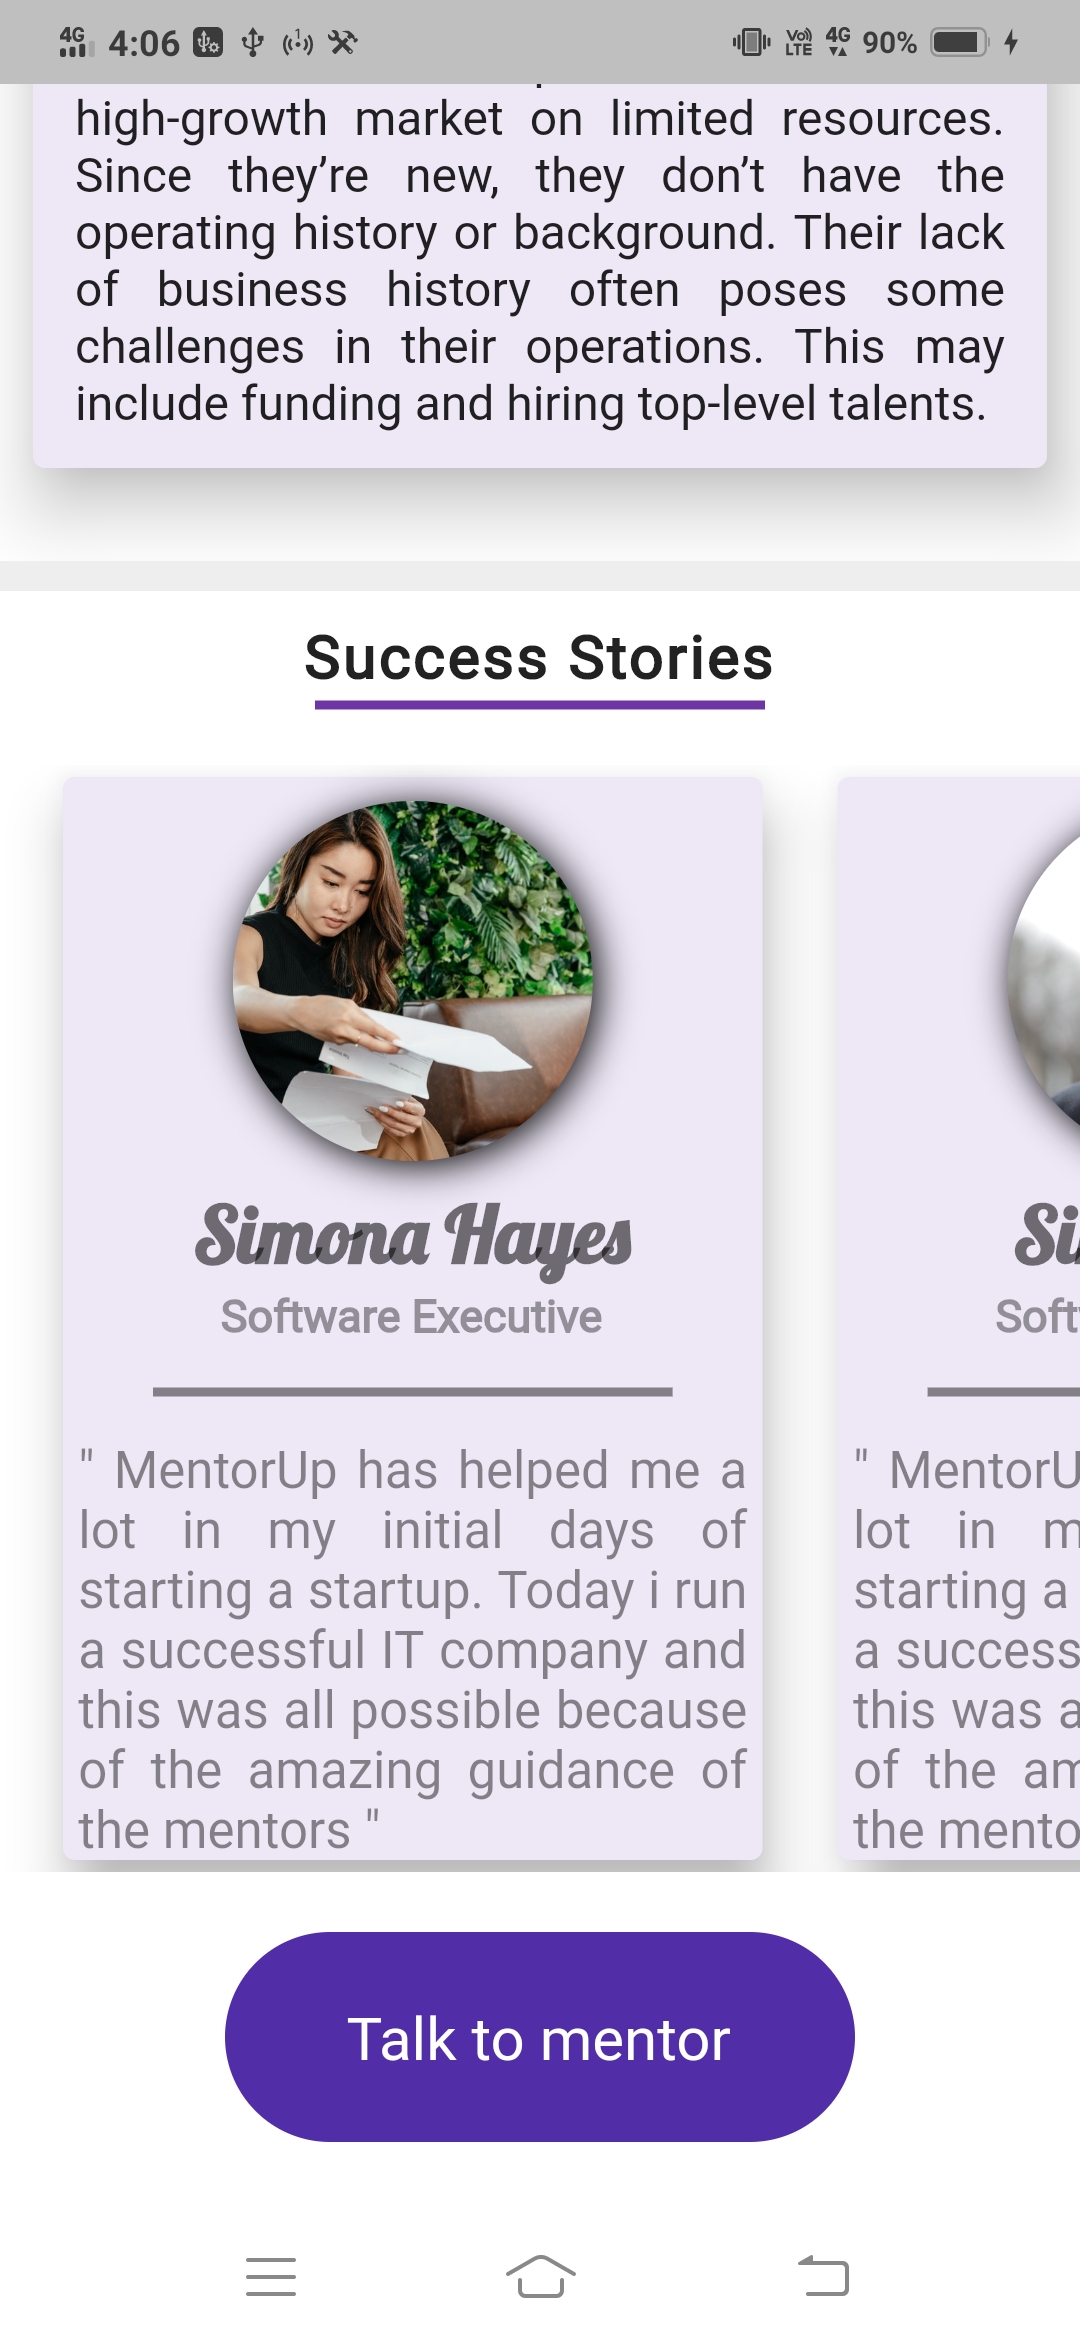 4G 4:06 1 Vo) LTE 4G 90%
high-growth market on limited resources.
Since they’re new, they don’t have the
operating history or background. Their lack
of business history often poses some
challenges in their operations. This may
include funding and hiring top-level talents.
Success Stories
Simona Hayes
Software Executive
" MentorUp has helped me a
lot in my initial days of
starting a startup. Today i run
a successful IT company and
this was all possible because
of the amazing guidance of
the mentors "
Si
Soft
" MentorU
lot in m
starting a
a success
this was a
of the am
the mento
Talk to mentor